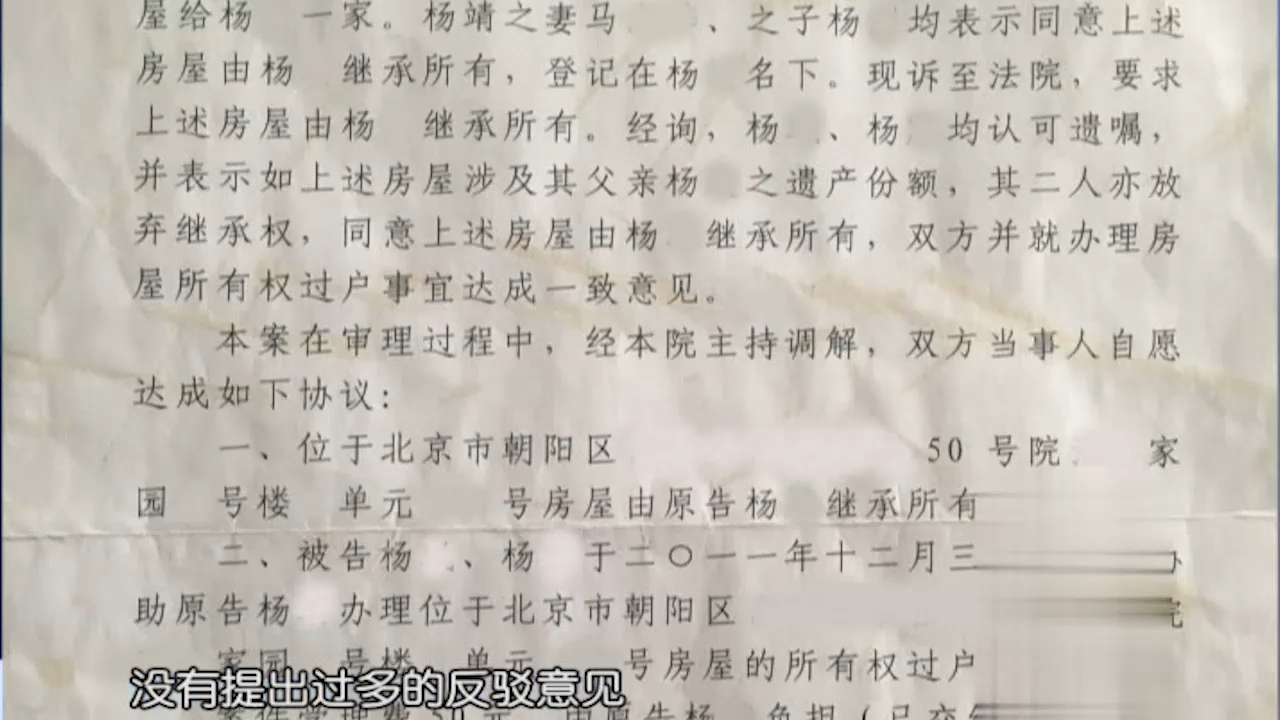 屋给杨 一家。杨靖之妻马 、之子杨 均表示同意上述
房屋由杨 继承所有，登记在杨 名下。现诉至法院，要求
上述房屋由杨 继承所有。经询，杨 、杨 均认可遗嘱，
并表示如上述房屋涉及其父亲杨 之遗产份额，其二人亦放
弃继承权，同意上述房屋由杨 继承所有，双方并就办理房
屋所有权过户事宜达成一致意见。
本案在审理过程中，经本院主持调解，双方当事人自愿
达成如下协议：
一、位于北京市朝阳区 50 号院 家
园 号楼 单元 号房屋由原告杨 继承所有
二、被告杨 、杨 于二〇一一年十二月三
助原告杨 办理位于北京市朝阳区
家园 号楼 单元 号房屋的所有权过户
没有提出过多的反驳意见
50 元，由原告杨 负担（已交